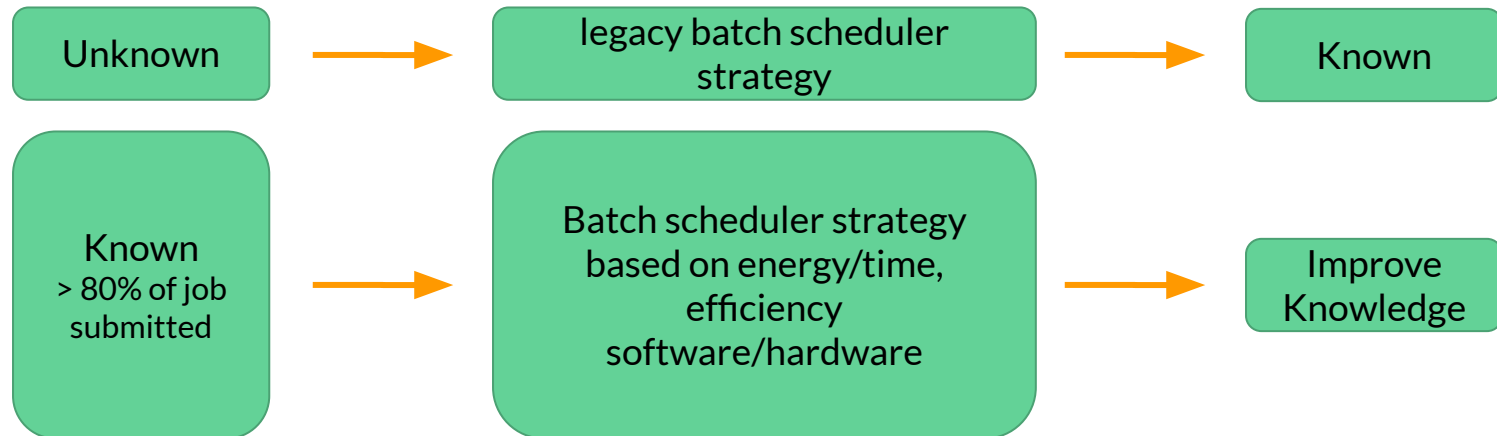 Unknown
legacy batch scheduler
strategy
Known
Known
> 80% of job
submitted
Batch scheduler strategy
based on energy/time,
efficiency
software/hardware
Improve
Knowledge